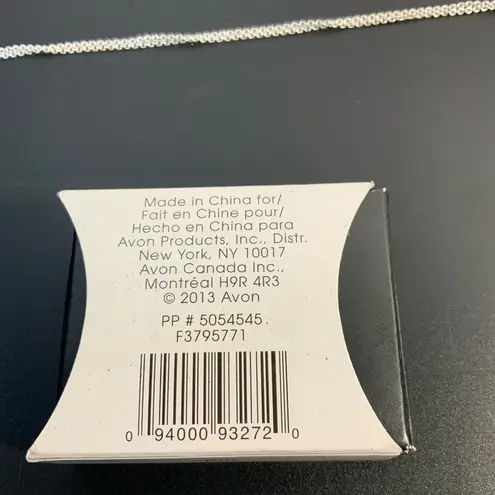 Made in China for/
Fait en Chine pour/
Hecho en China para
Avon Products, Inc., Distr.
New York, NY 10017
Avon Canada Inc.,
Montréal H9R 4R3
© 2013 Avon
PP # 5054545
F3795771
0 94000 93272 0